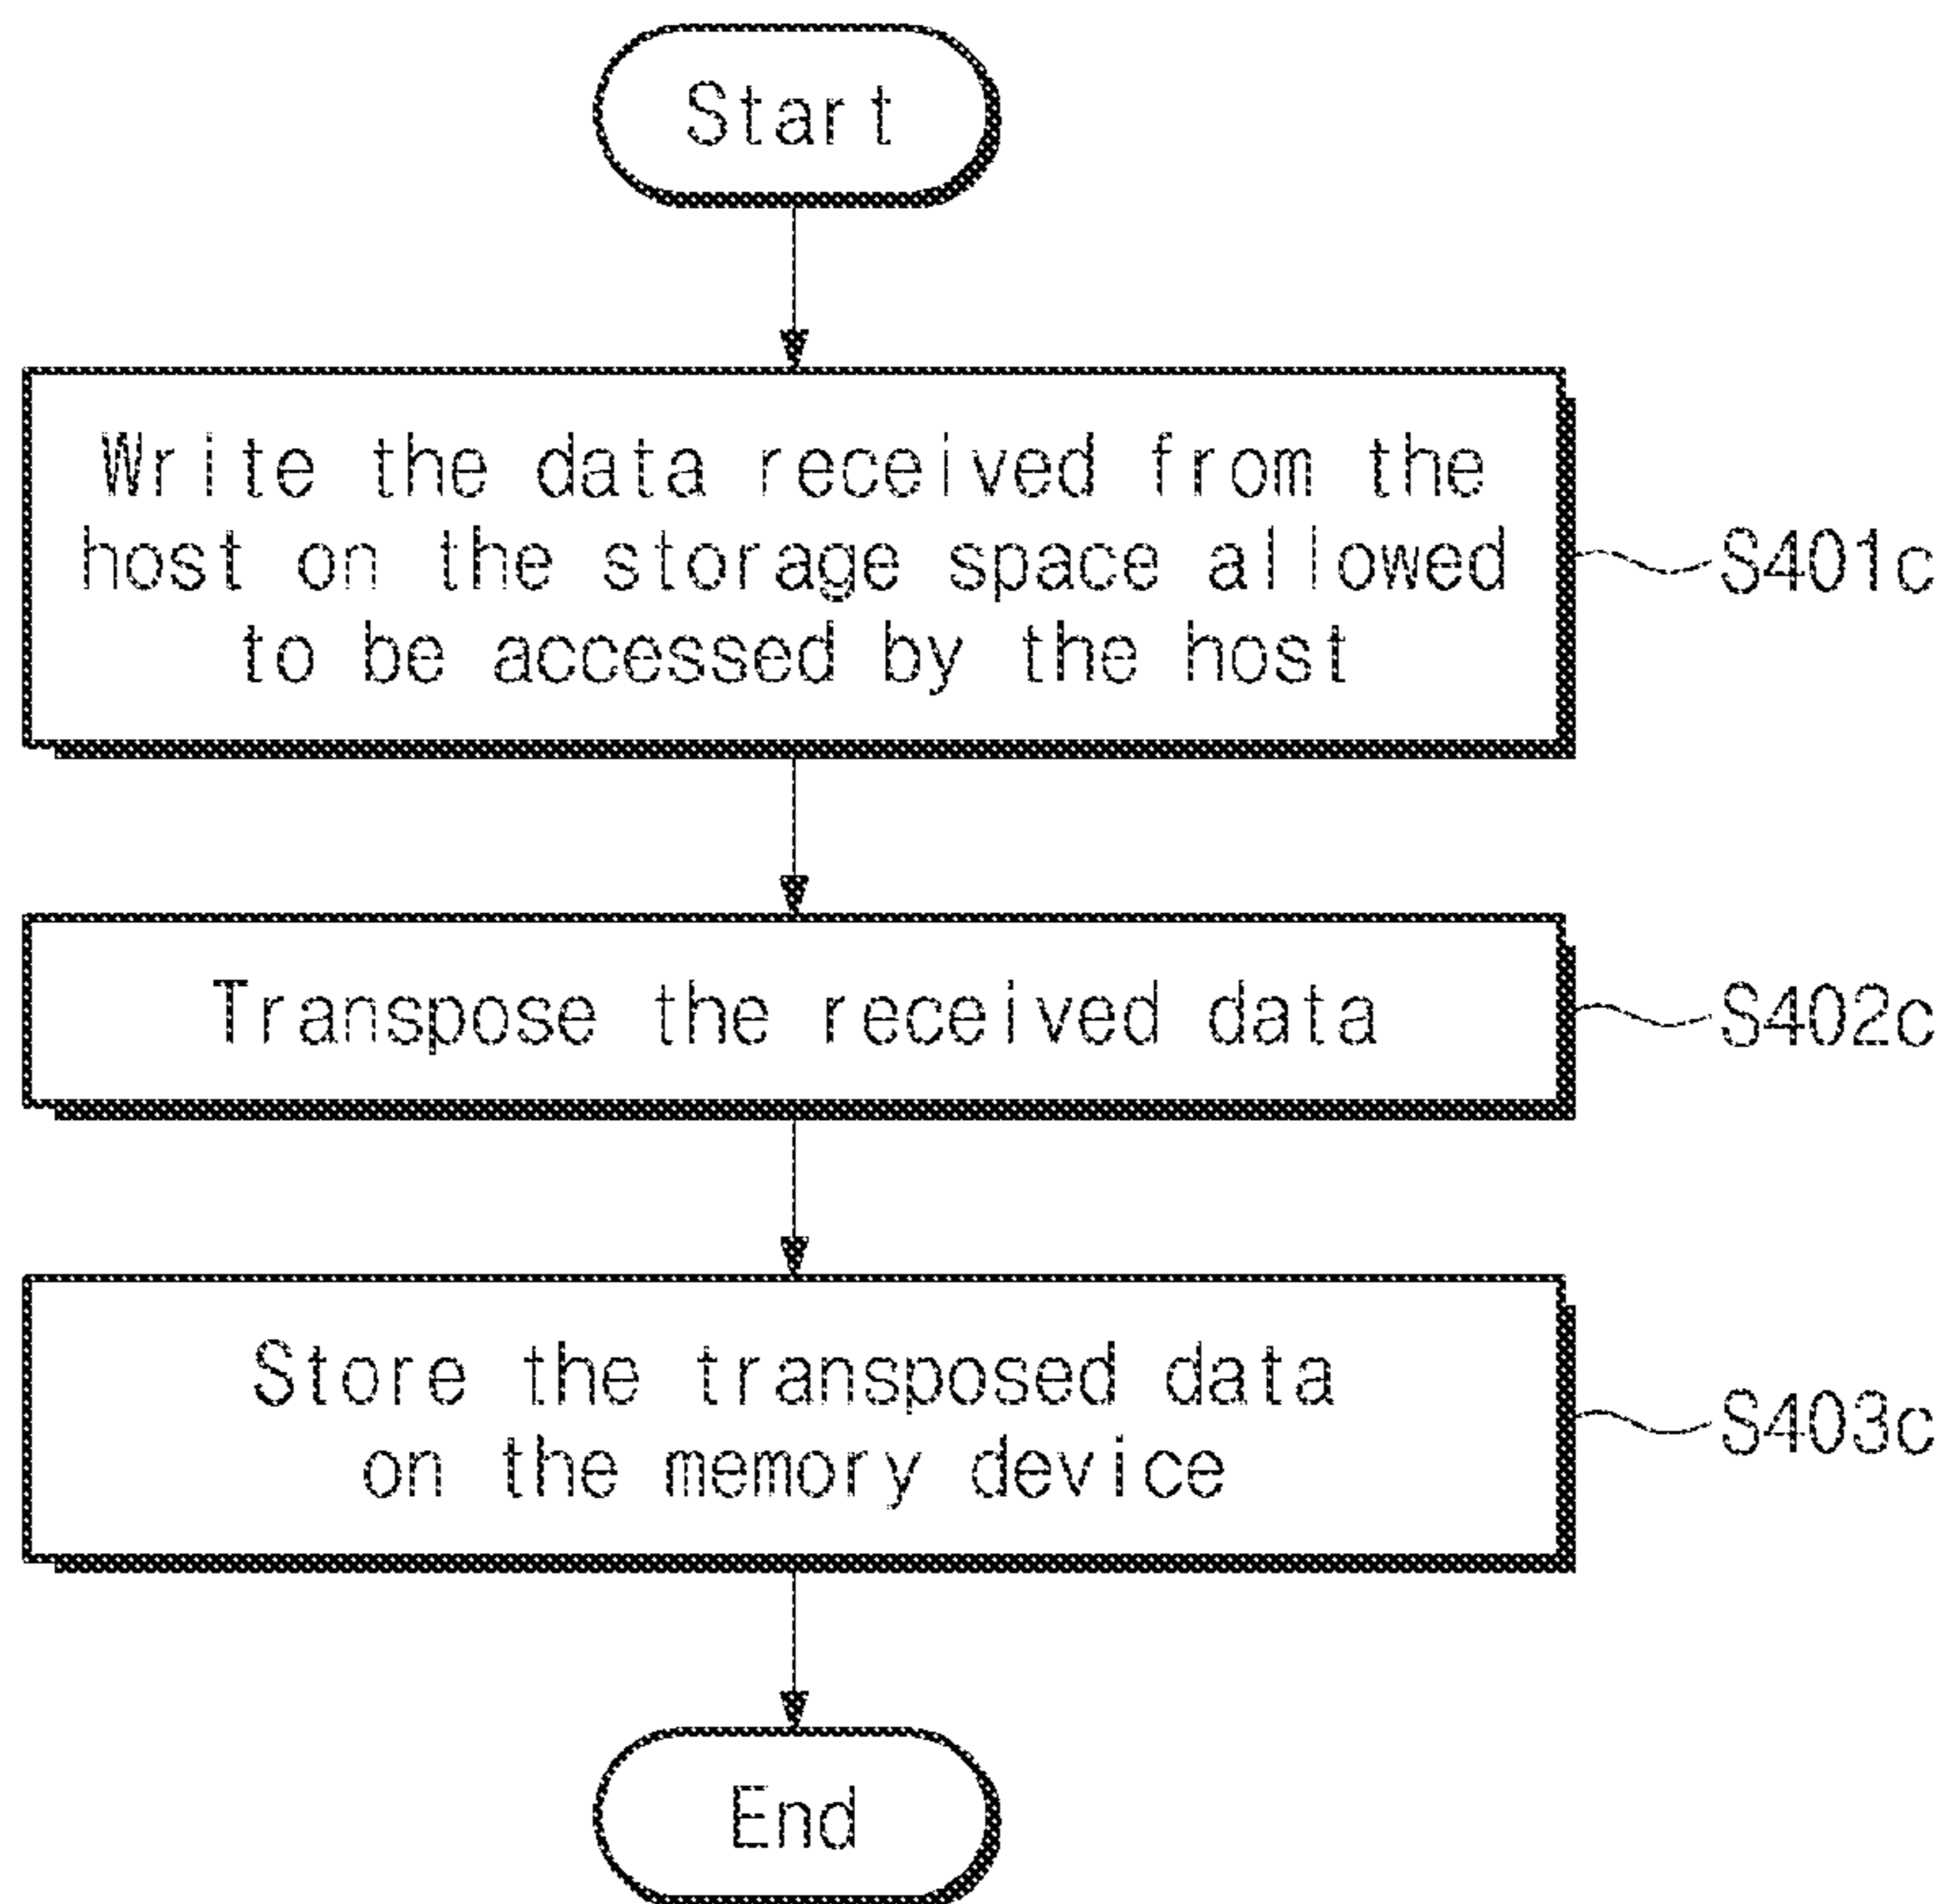 Start
Write the data received from the
host on the storage space allowed
to be accessed by the host
S401c
Transpose the received data
S402c
Store the transposed data
on the memory device
S403c
End